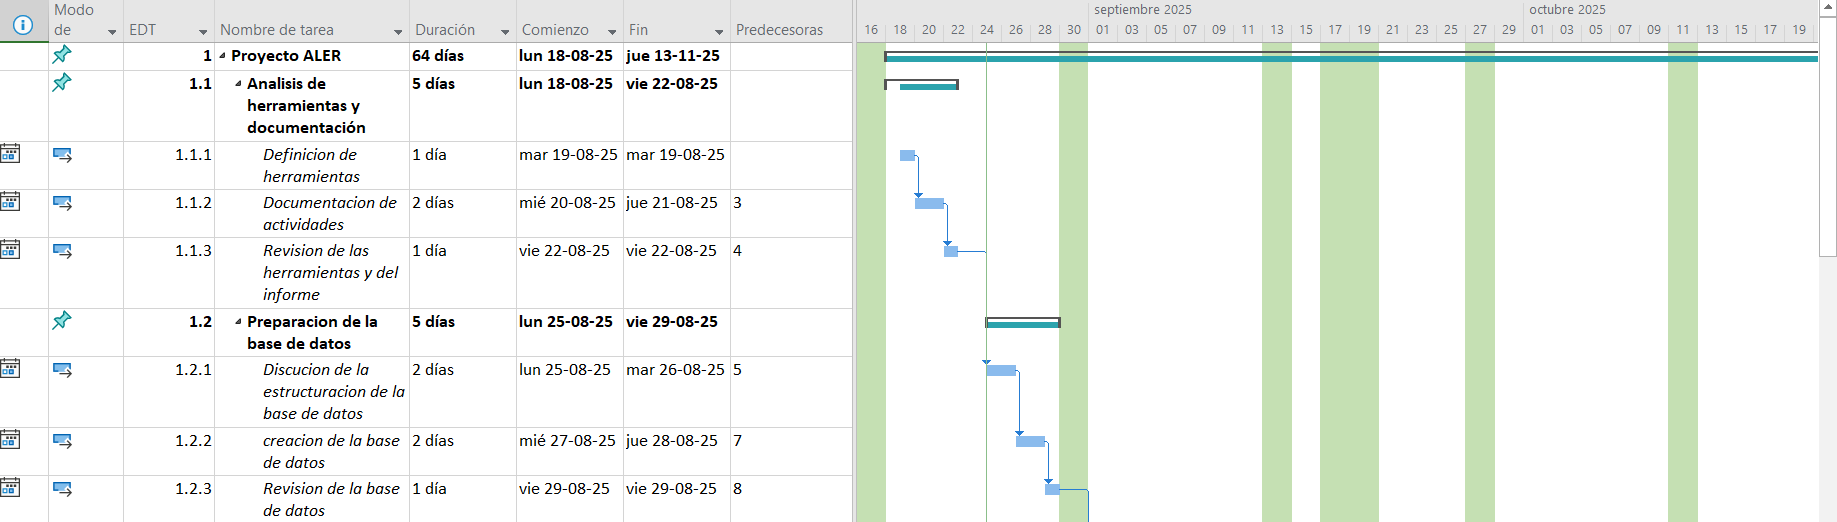 septiembre 2025 octubre 2025
Modo de EDT Nombre de tarea Duración Comienzo Fin Predecesoras
16 18 20 22 24 26 28 30 01 03 05 07 09 11 13 15 17 19 21 23 25 27 29 01 03 05 07 09 11 13 15 17 19
1 Proyecto ALER 64 días lun 18-08-25 jue 13-11-25
1.1 Analisis de 5 días lun 18-08-25 vie 22-08-25
herramientas y
documentación
1.1.1 Definicion de 1 día mar 19-08-25 mar 19-08-25
herramientas
1.1.2 Documentacion de 2 días mié 20-08-25 jue 21-08-25 3
actividades
1.1.3 Revision de las 1 día vie 22-08-25 vie 22-08-25 4
herramientas y del
informe
1.2 Preparacion de la 5 días lun 25-08-25 vie 29-08-25
base de datos
1.2.1 Discucion de la 2 días lun 25-08-25 mar 26-08-25 5
estructuracion de la
base de datos
1.2.2 creacion de la base 2 días mié 27-08-25 jue 28-08-25 7
de datos
1.2.3 Revision de la base 1 día vie 29-08-25 vie 29-08-25 8
de datos